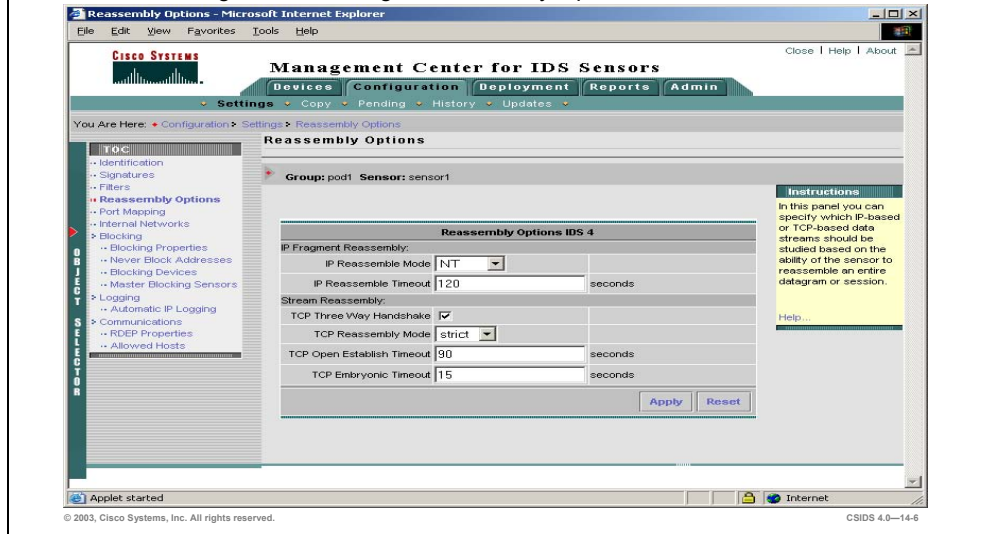 Reassembly Options - Microsoft Internet Explorer
File Edit View Favorites Tools Help
Close | Help | About
CISCO SYSTEMS
Management Center for IDS Sensors
Devices Configuration Deployment Reports Admin
Settings Copy Pending History Updates
You Are Here: Configuration > Settings > Reassembly Options
TOC
Identification
Signatures
Filters
Reassembly Options
Port Mapping
Internal Networks
Blocking
Blocking Properties
Never Block Addresses
Blocking Devices
Master Blocking Sensors
Logging
Automatic IP Logging
Communications
RDEP Properties
Allowed Hosts
OBJECT SELECTOR
Reassembly Options
Group: pod1 Sensor: sensor1
Reassembly Options IDS 4
IP Fragment Reassembly:
IP Reassemble Mode NT
IP Reassemble Timeout 120 seconds
Stream Reassembly:
TCP Three Way Handshake
TCP Reassembly Mode strict
TCP Open Establish Timeout 90 seconds
TCP Embryonic Timeout 15 seconds
Apply Reset
Instructions
In this panel you can
specify which IP-based
or TCP-based data
streams should be
studied based on the
ability of the sensor to
reassemble an entire
datagram or session.
Help...
Applet started
Internet
© 2003, Cisco Systems, Inc. All rights reserved.
CSIDS 4.0—14-6